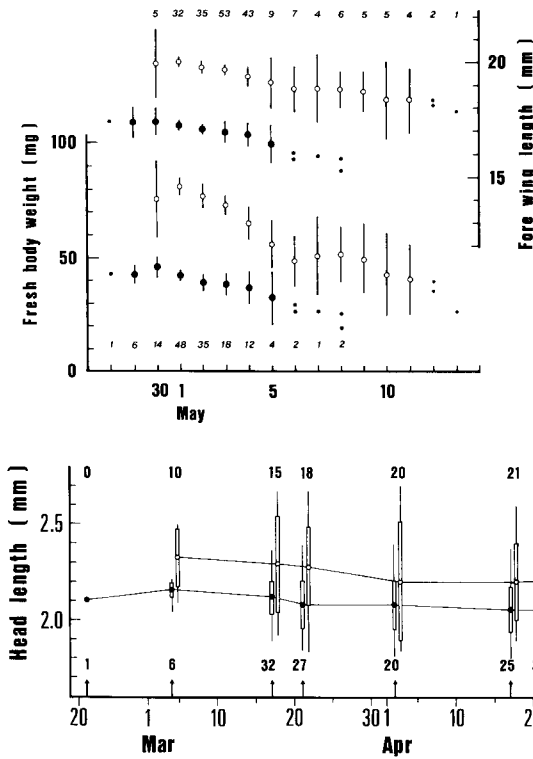 5 32 35 53 43 9 7 4 6 5 5 4 2 1
20
100
15
50
0
Fresh body weight (mg)
Fore wing length (mm)
1 6 14 48 35 18 12 4 2 1 2
30 1 5 10
May
0 10 15 18 20 21
2.5
2.0
Head length (mm)
1 6 32 27 20 25
20 1 10 20 30 1 10 2
Mar Apr